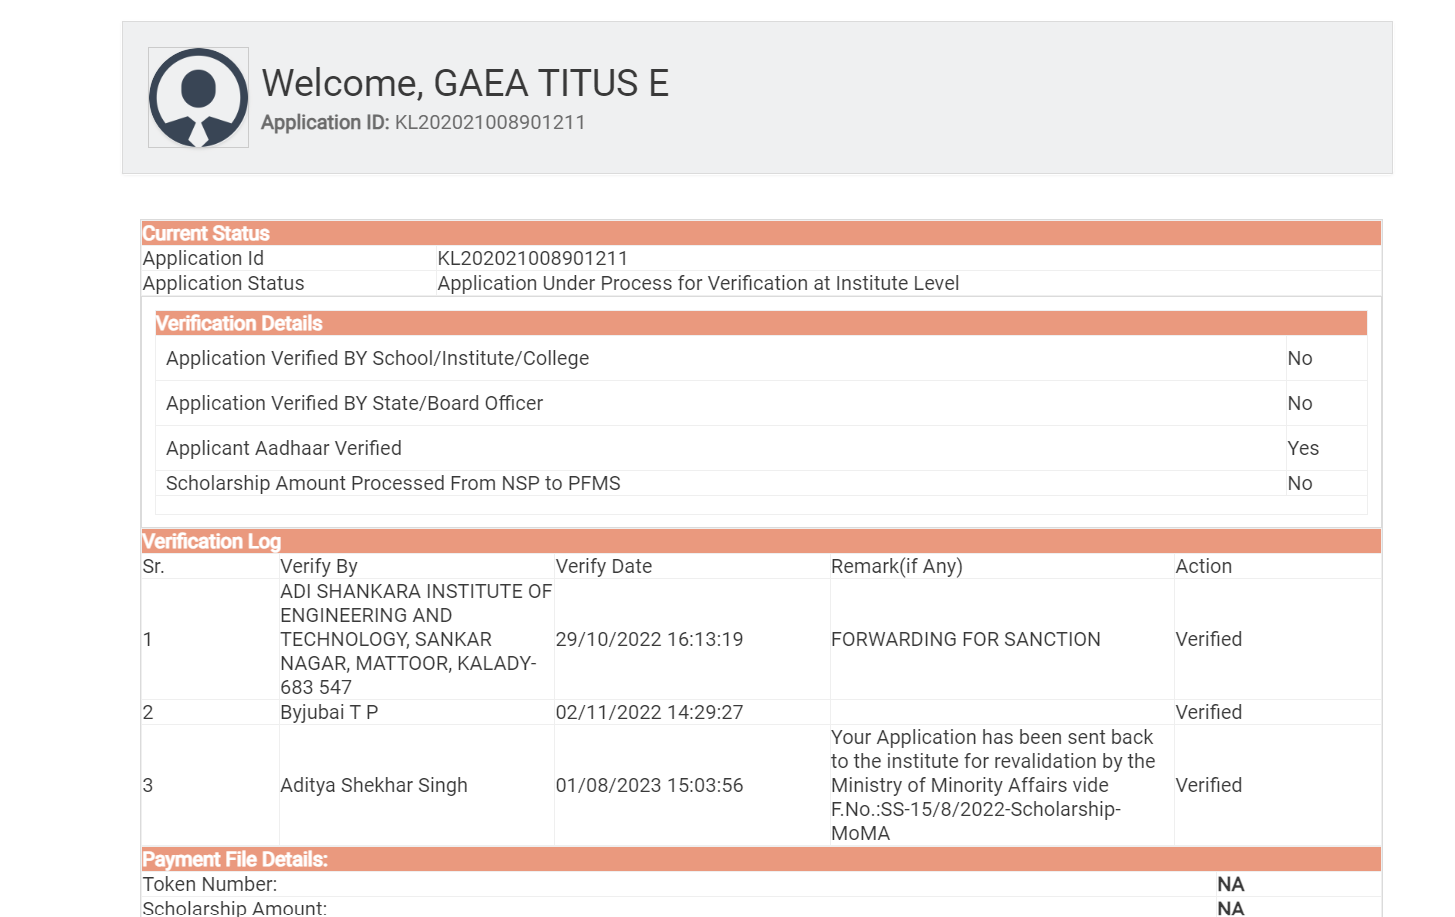 Welcome, GAEA TITUS E
Application ID: KL202021008901211
Current Status
Application Id KL202021008901211
Application Status Application Under Process for Verification at Institute Level
Verification Details
Application Verified BY School/Institute/College No
Application Verified BY State/Board Officer No
Applicant Aadhaar Verified Yes
Scholarship Amount Processed From NSP to PFMS No
Verification Log
Sr. Verify By Verify Date Remark(if Any) Action
1 ADI SHANKARA INSTITUTE OF
ENGINEERING AND
TECHNOLOGY, SANKAR
NAGAR, MATTOOR, KALADY-
683 547 29/10/2022 16:13:19 FORWARDING FOR SANCTION Verified
2 Byjubai T P 02/11/2022 14:29:27 Verified
3 Aditya Shekhar Singh 01/08/2023 15:03:56 Your Application has been sent back
to the institute for revalidation by the
Ministry of Minority Affairs vide
F.No.:SS-15/8/2022-Scholarship-
MoMA Verified
Payment File Details:
Token Number: NA
Scholarship Amount: NA